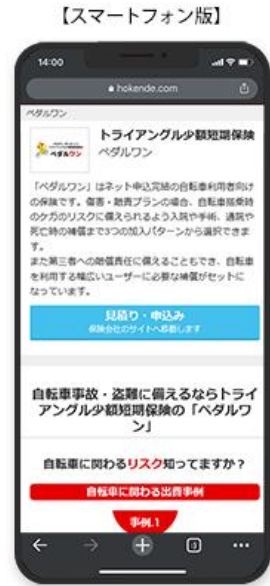 【スマートフォン版】
14:00
hokende.com
ペダルワン
ペダルワン
トライアングル少額短期保険
ペダルワン
「ペダルワン」はネット申込完結の自転車利用者向け
の保険です。傷害・賠責プランの場合、自転車搭乗時
のケガのリスクに備えられるよう入院や手術、通院や
死亡時の補償まで3つの加入パターンから選択できま
す。
また第三者への賠償責任に備えることもでき、自転車
を利用する幅広いユーザーに必要な補償がセットに
なっています。
見積り・申込み
保険会社のサイトへ移動します
自転車事故・盗難に備えるならトライ
アングル少額短期保険の「ペダルワ
ン」
自転車に関わるリスク知ってますか？
自転車に関わる出費事例
事例.1